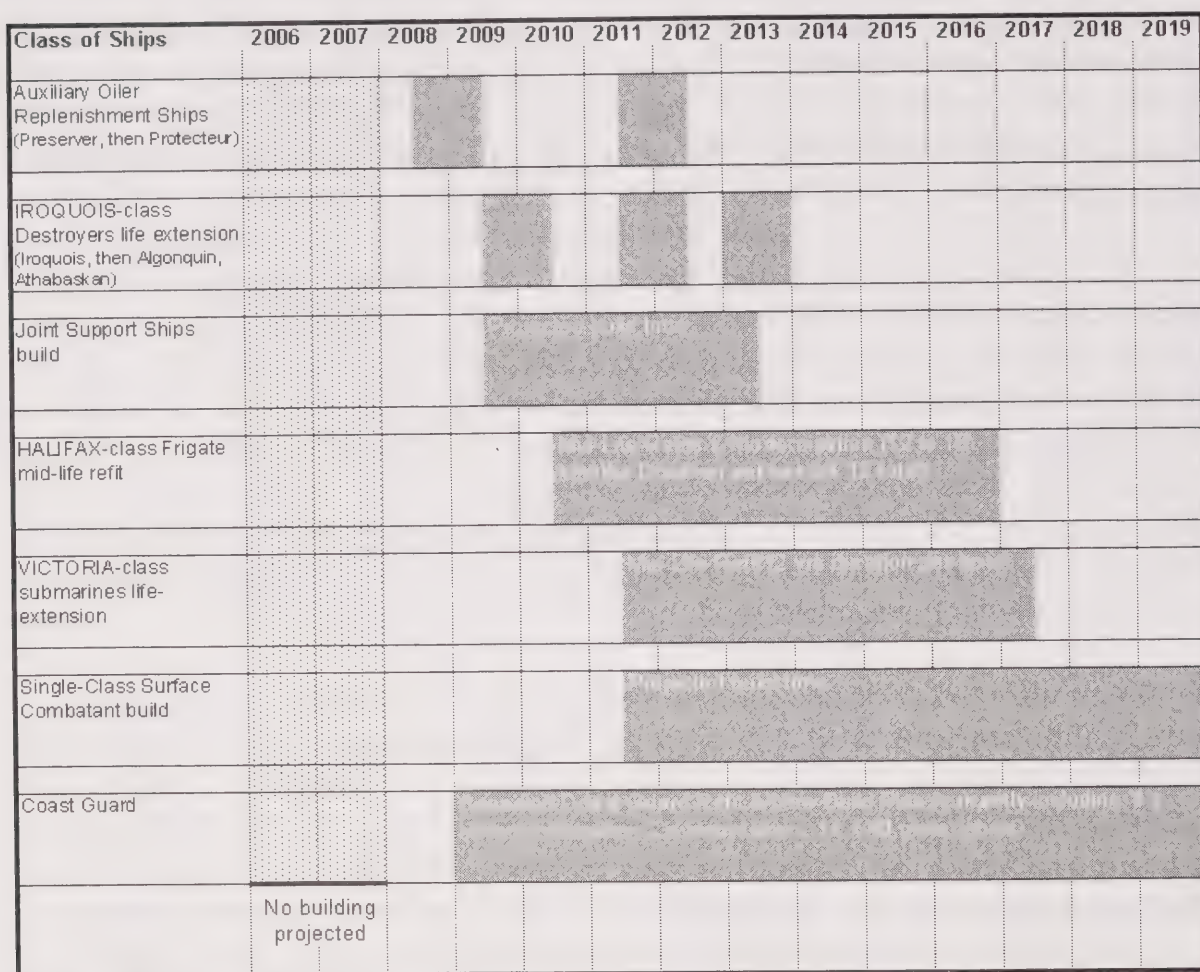 Class of Ships 2006 2007 2008 2009 2010 2011 2012 2013 2014 2015 2016 2017 2018 2019
Auxiliary Oiler
Replenishment Ships
(Preserver, then Protecteur)
IROQUOIS-class
Destroyers life extension
(Iroquois, then Algonquin,
Athabaskan)
Joint Support Ships
build
HALIFAX-class Frigate
mid-life refit
VICTORIA-class
submarines life-
extension
Single-Class Surface
Combatant build
Coast Guard
No building
projected